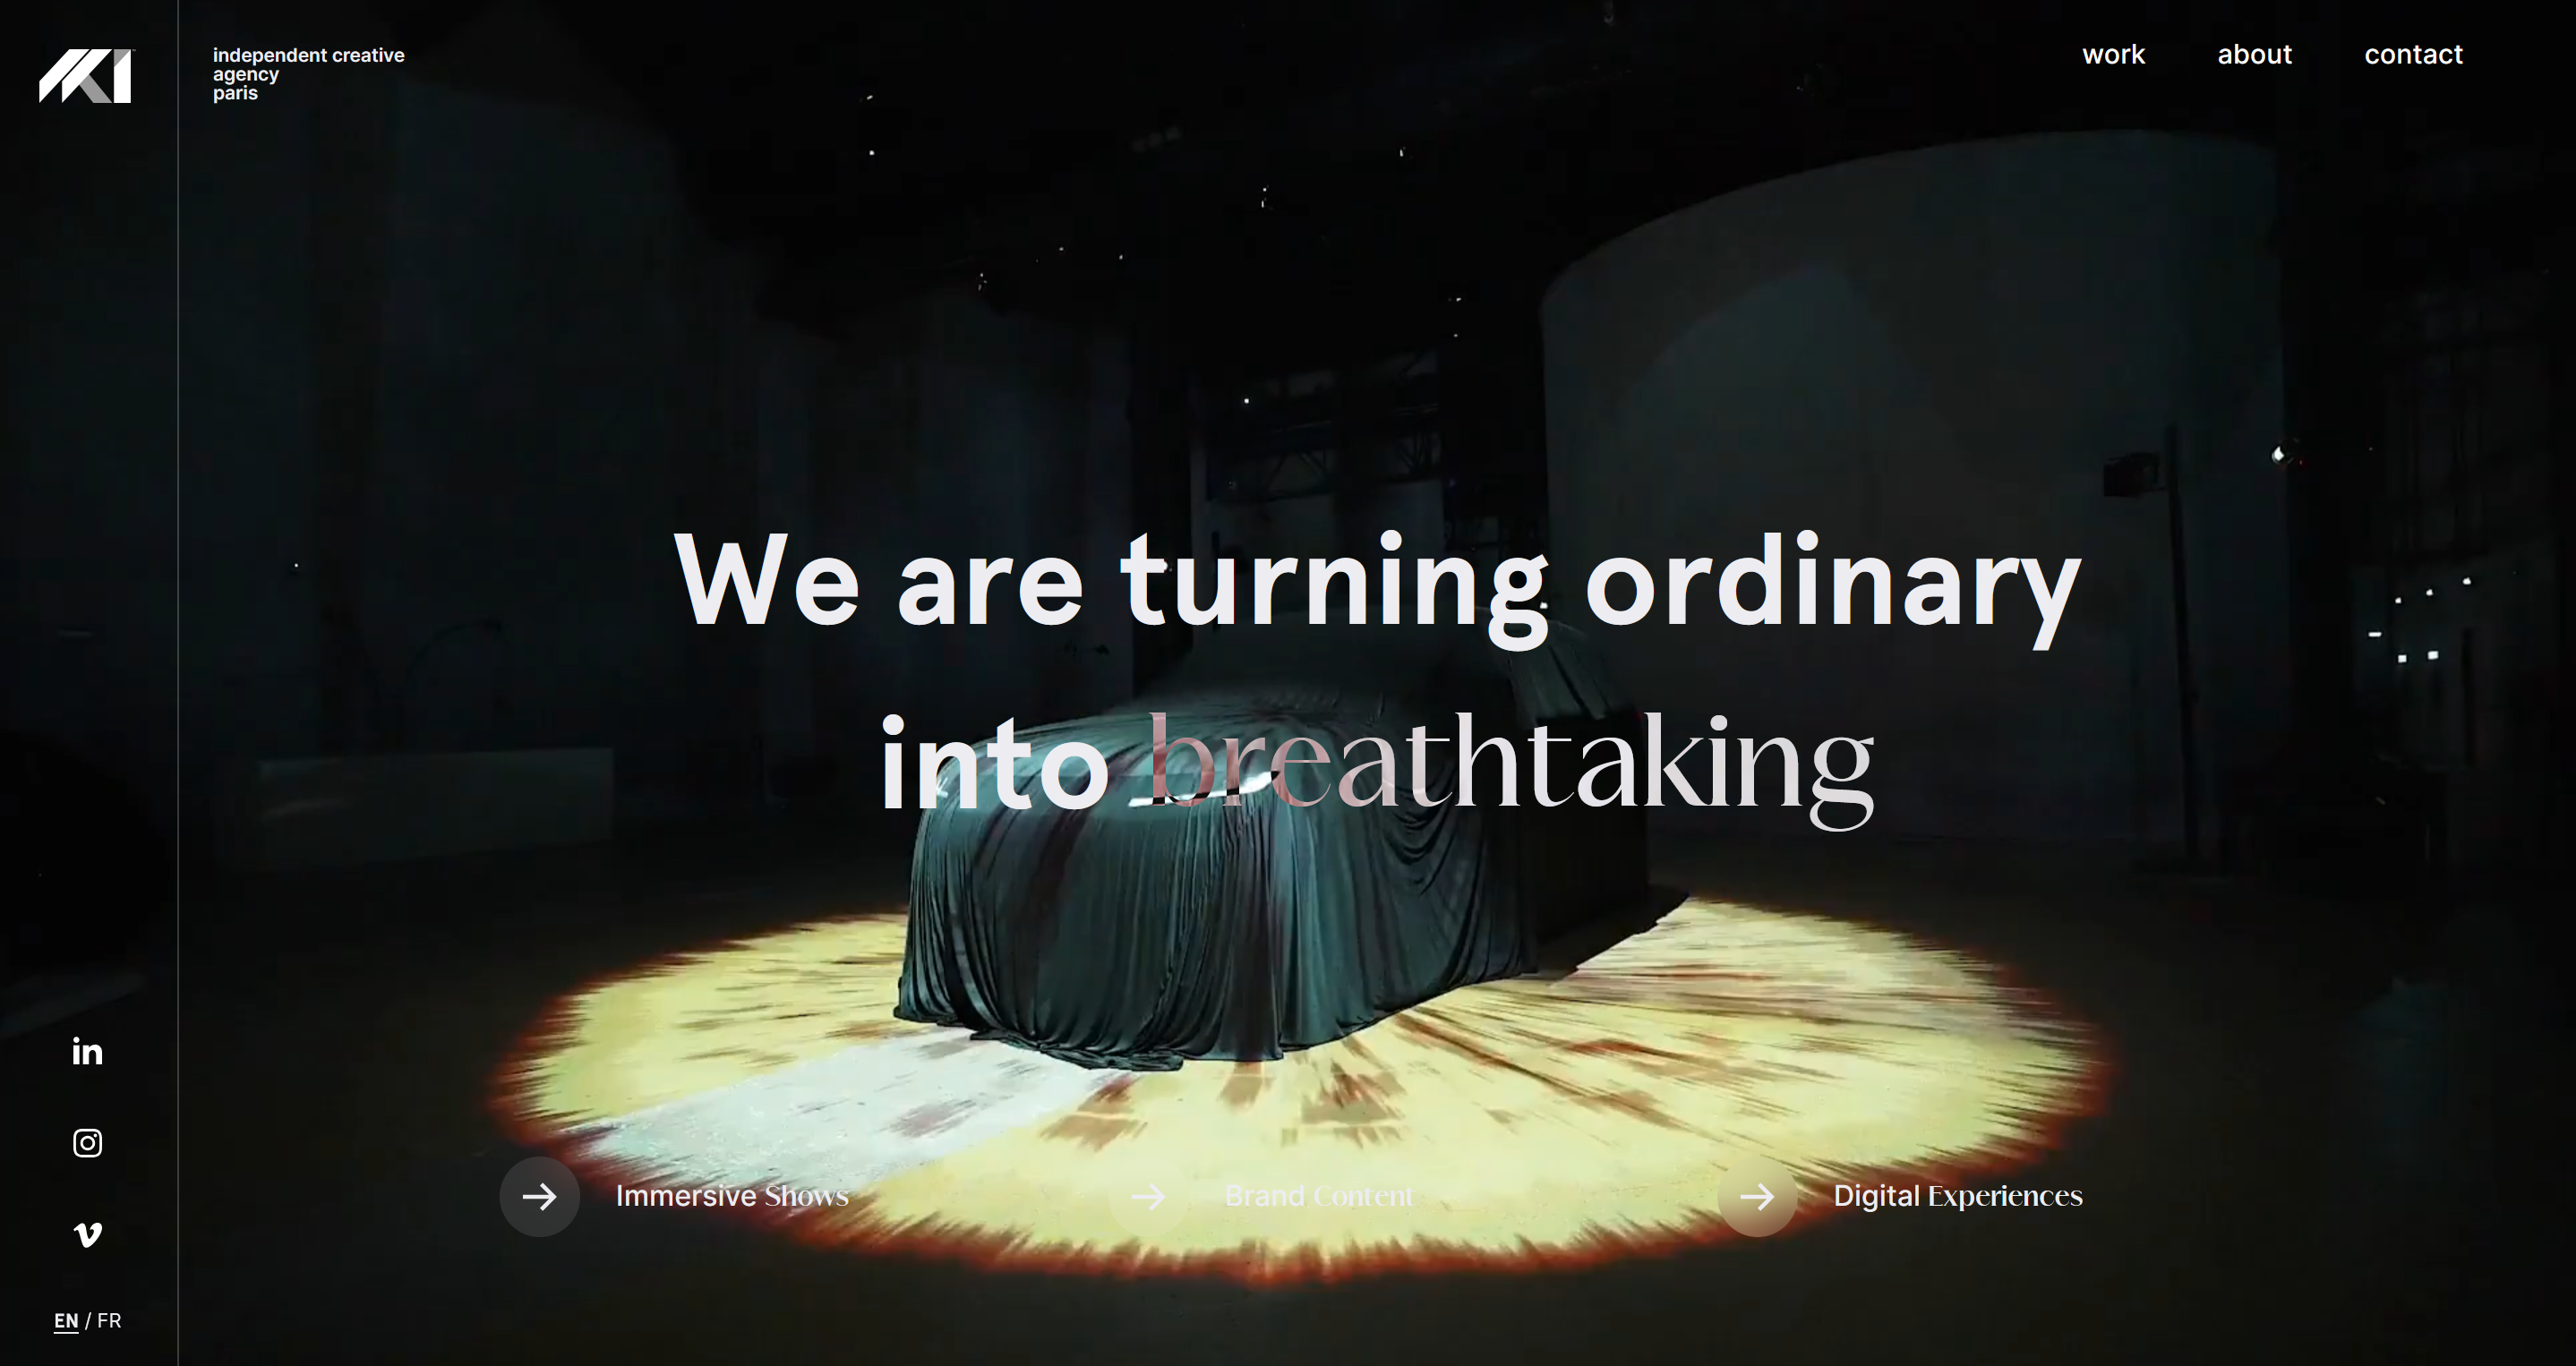 independent creative
agency
paris
work
about
contact
We are turning ordinary
into breathtaking
Immersive Shows
Brand Content
Digital Experiences
EN / FR